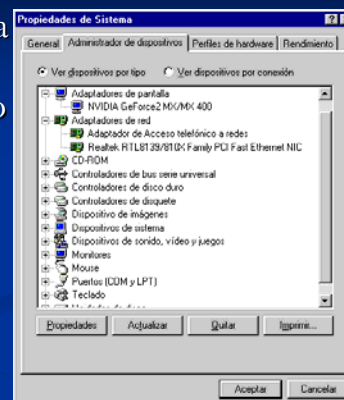 a
o
Propiedades de Sistema
General Administrador de dispositivos Perfiles de hardware Rendimiento
Ver dispositivos por tipo Ver dispositivos por conexión
Adaptadores de pantalla
NVIDIA GeForce2 MX/MX 400
Adaptadores de red
Adaptador de Acceso telefónico a redes
Realtek RTL8139/810X Family PCI Fast Ethernet NIC
CD-ROM
Controladores de bus serie universal
Controladores de disco duro
Controladores de disquete
Dispositivo de imágenes
Dispositivos de sistema
Dispositivos de sonido, vídeo y juegos
Monitores
Mouse
Puertos (COM y LPT)
Teclado
Propiedades Actualizar Quitar Imprimir...
Aceptar Cancelar